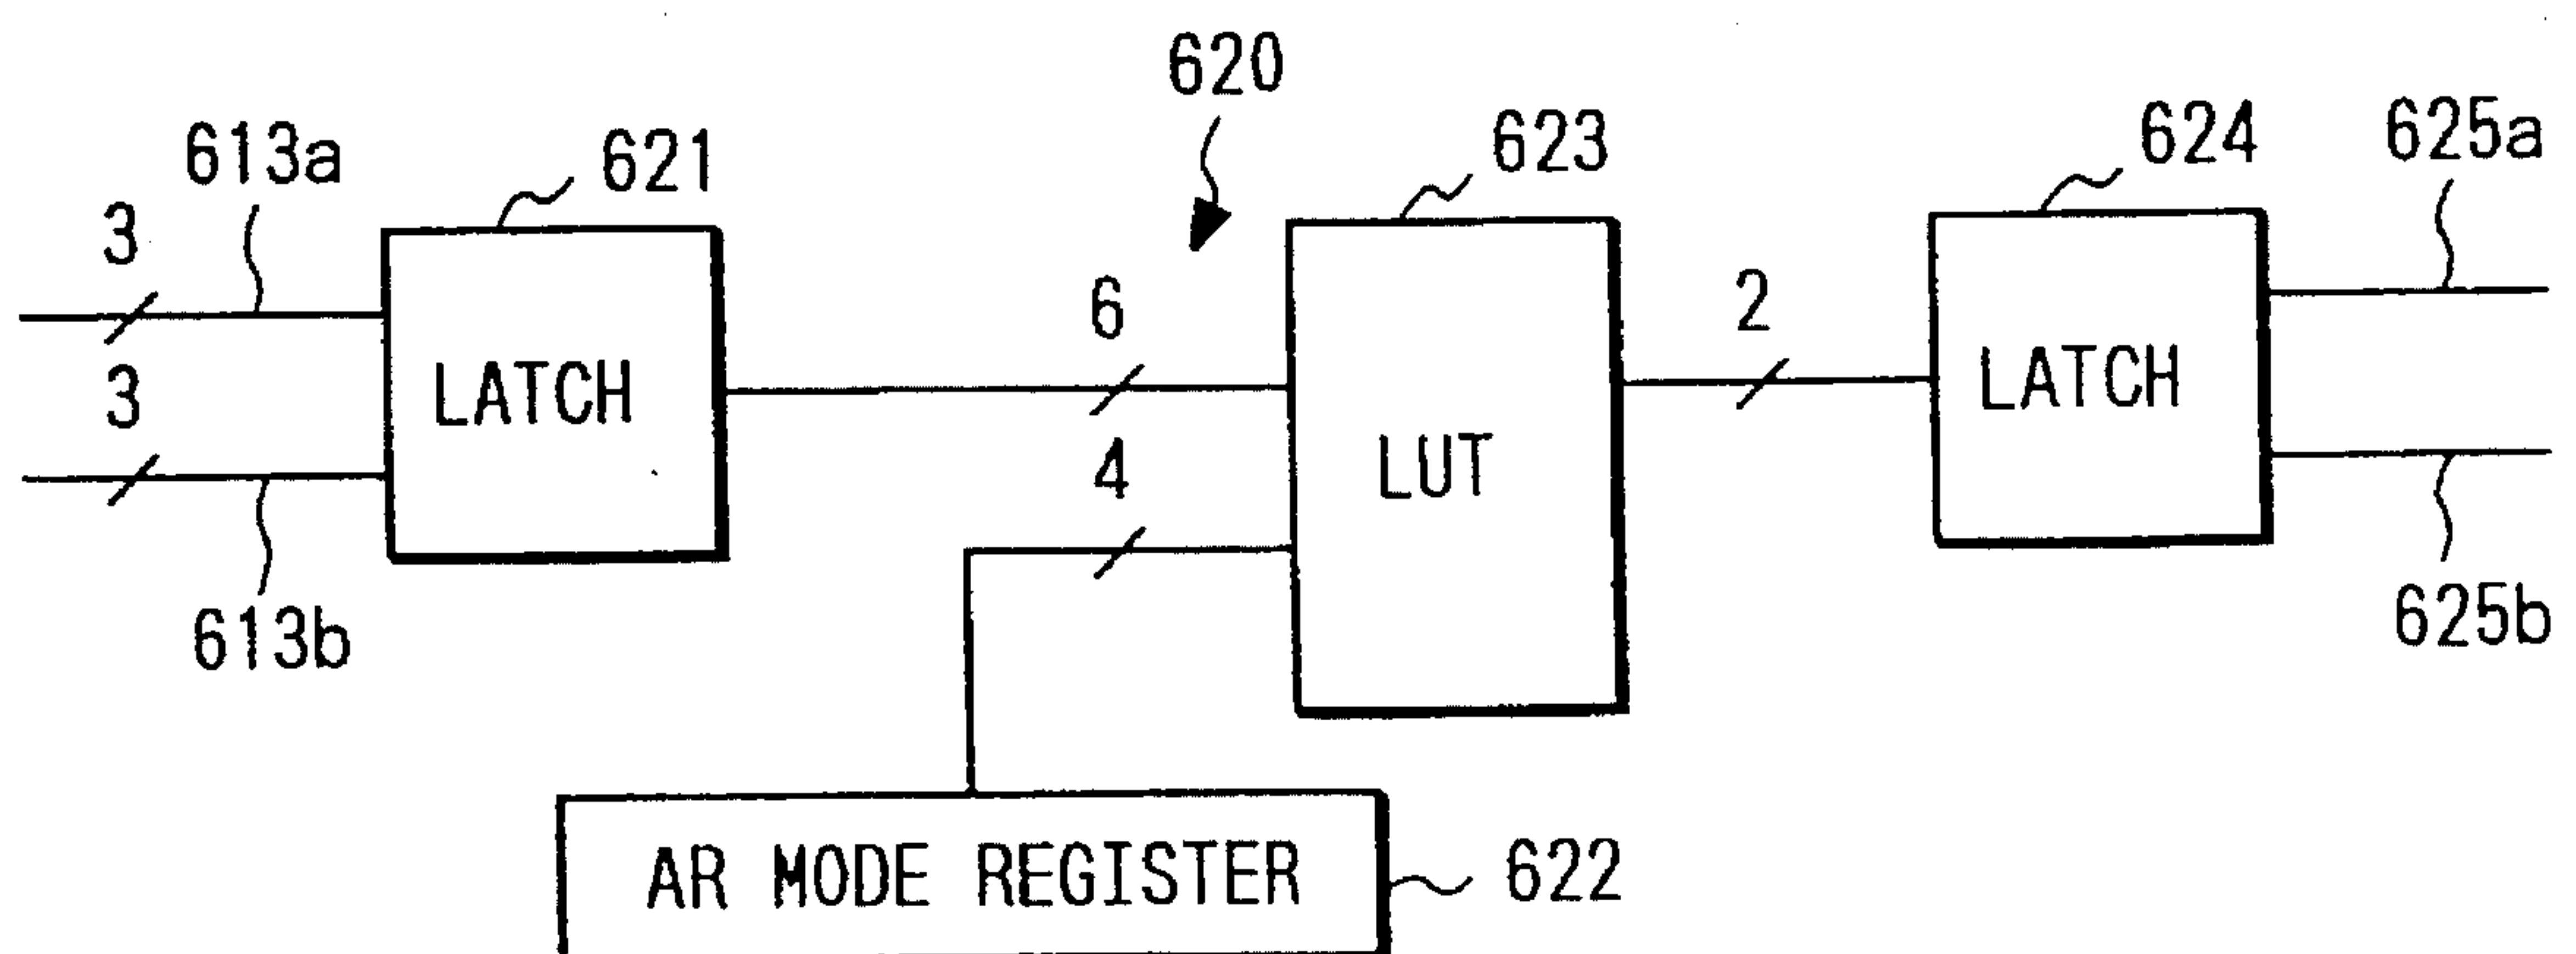 620
613a
621
623
624
625a
3
3
6
2
4
LATCH
LUT
LATCH
613b
625b
AR MODE REGISTER
622